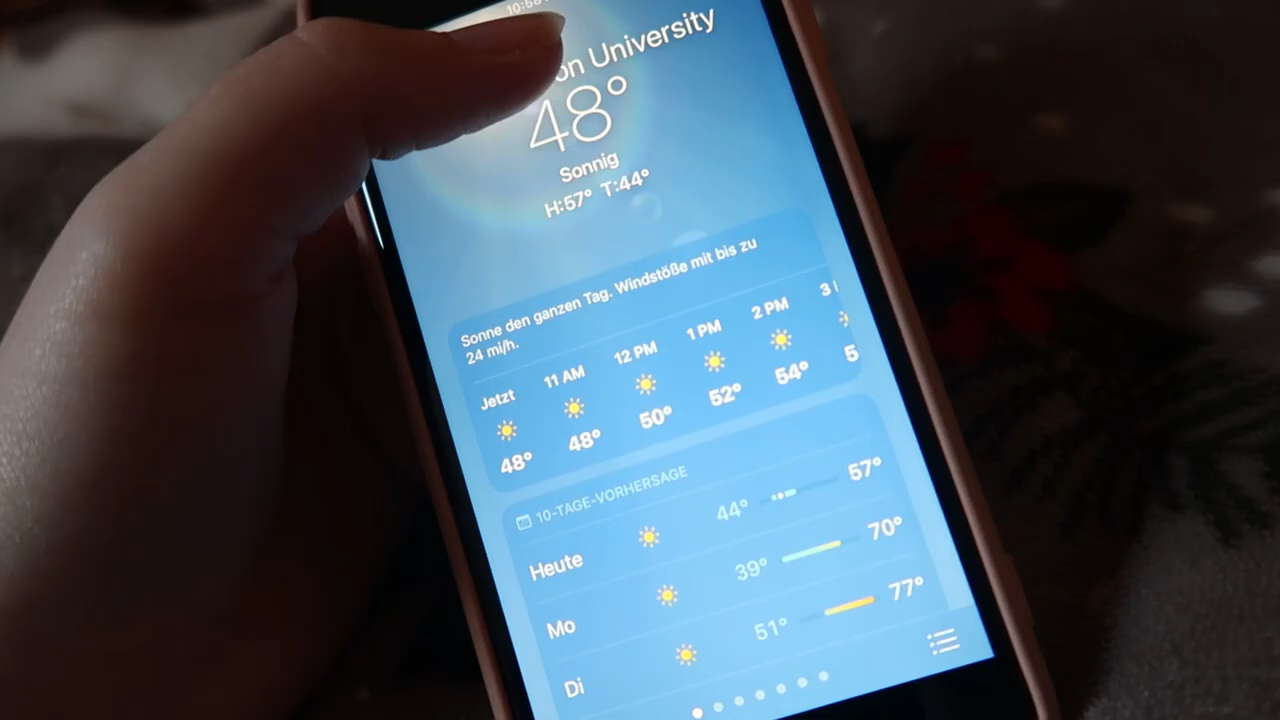 on University
48°
Sonnig
H:57° T:44°
Sonne den ganzen Tag. Windstöße mit bis zu
24 mi/h.
Jetzt 11 AM 12 PM 1 PM 2 PM 3
48° 48° 50° 52° 54° 5
10-TAGE-VORHERSAGE
Heute 44° 57°
Mo 39° 70°
Di 51° 77°